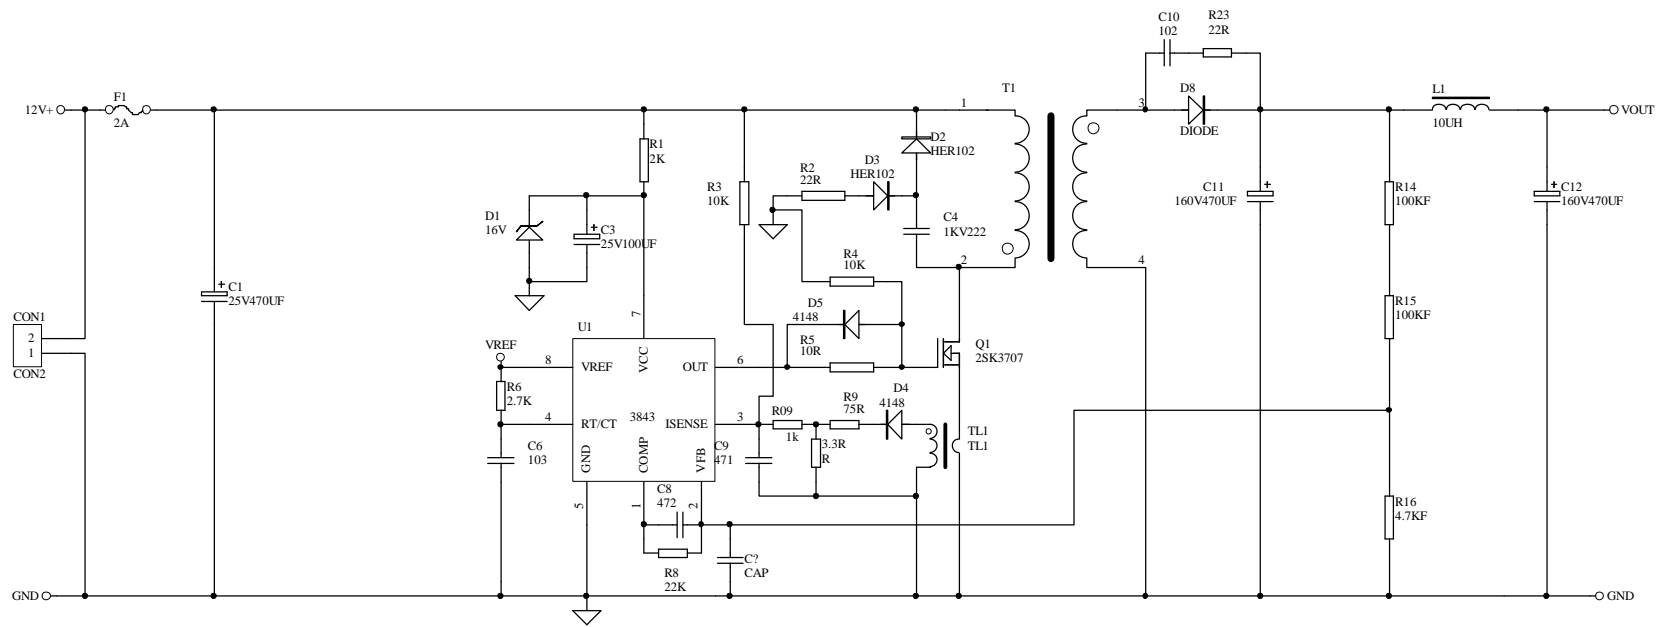 C10
102
R23
22R
12V+
F1
2A
T1
1
3
D8
DIODE
L1
10UH
VOUT
R1
2K
D2
HER102
D3
HER102
R2
22R
R3
10K
C11
160V470UF
R14
100KF
C12
160V470UF
D1
16V
C3
25V100UF
C4
1KV222
2
4
R4
10K
C1
25V470UF
R15
100KF
D5
4148
7
U1
R5
10R
CON1
2
1
CON2
VREF
8
VREF
VCC
OUT
6
Q1
2SK3707
R6
2.7K
D4
4148
R9
75R
R09
1k
4
RT/CT
3843
ISENSE
3
TL1
TL1
3.3R
R
C6
103
GND
COMP
VFB
C9
471
C8
472
5
1
2
R16
4.7KF
C?
CAP
R8
22K
GND
GND